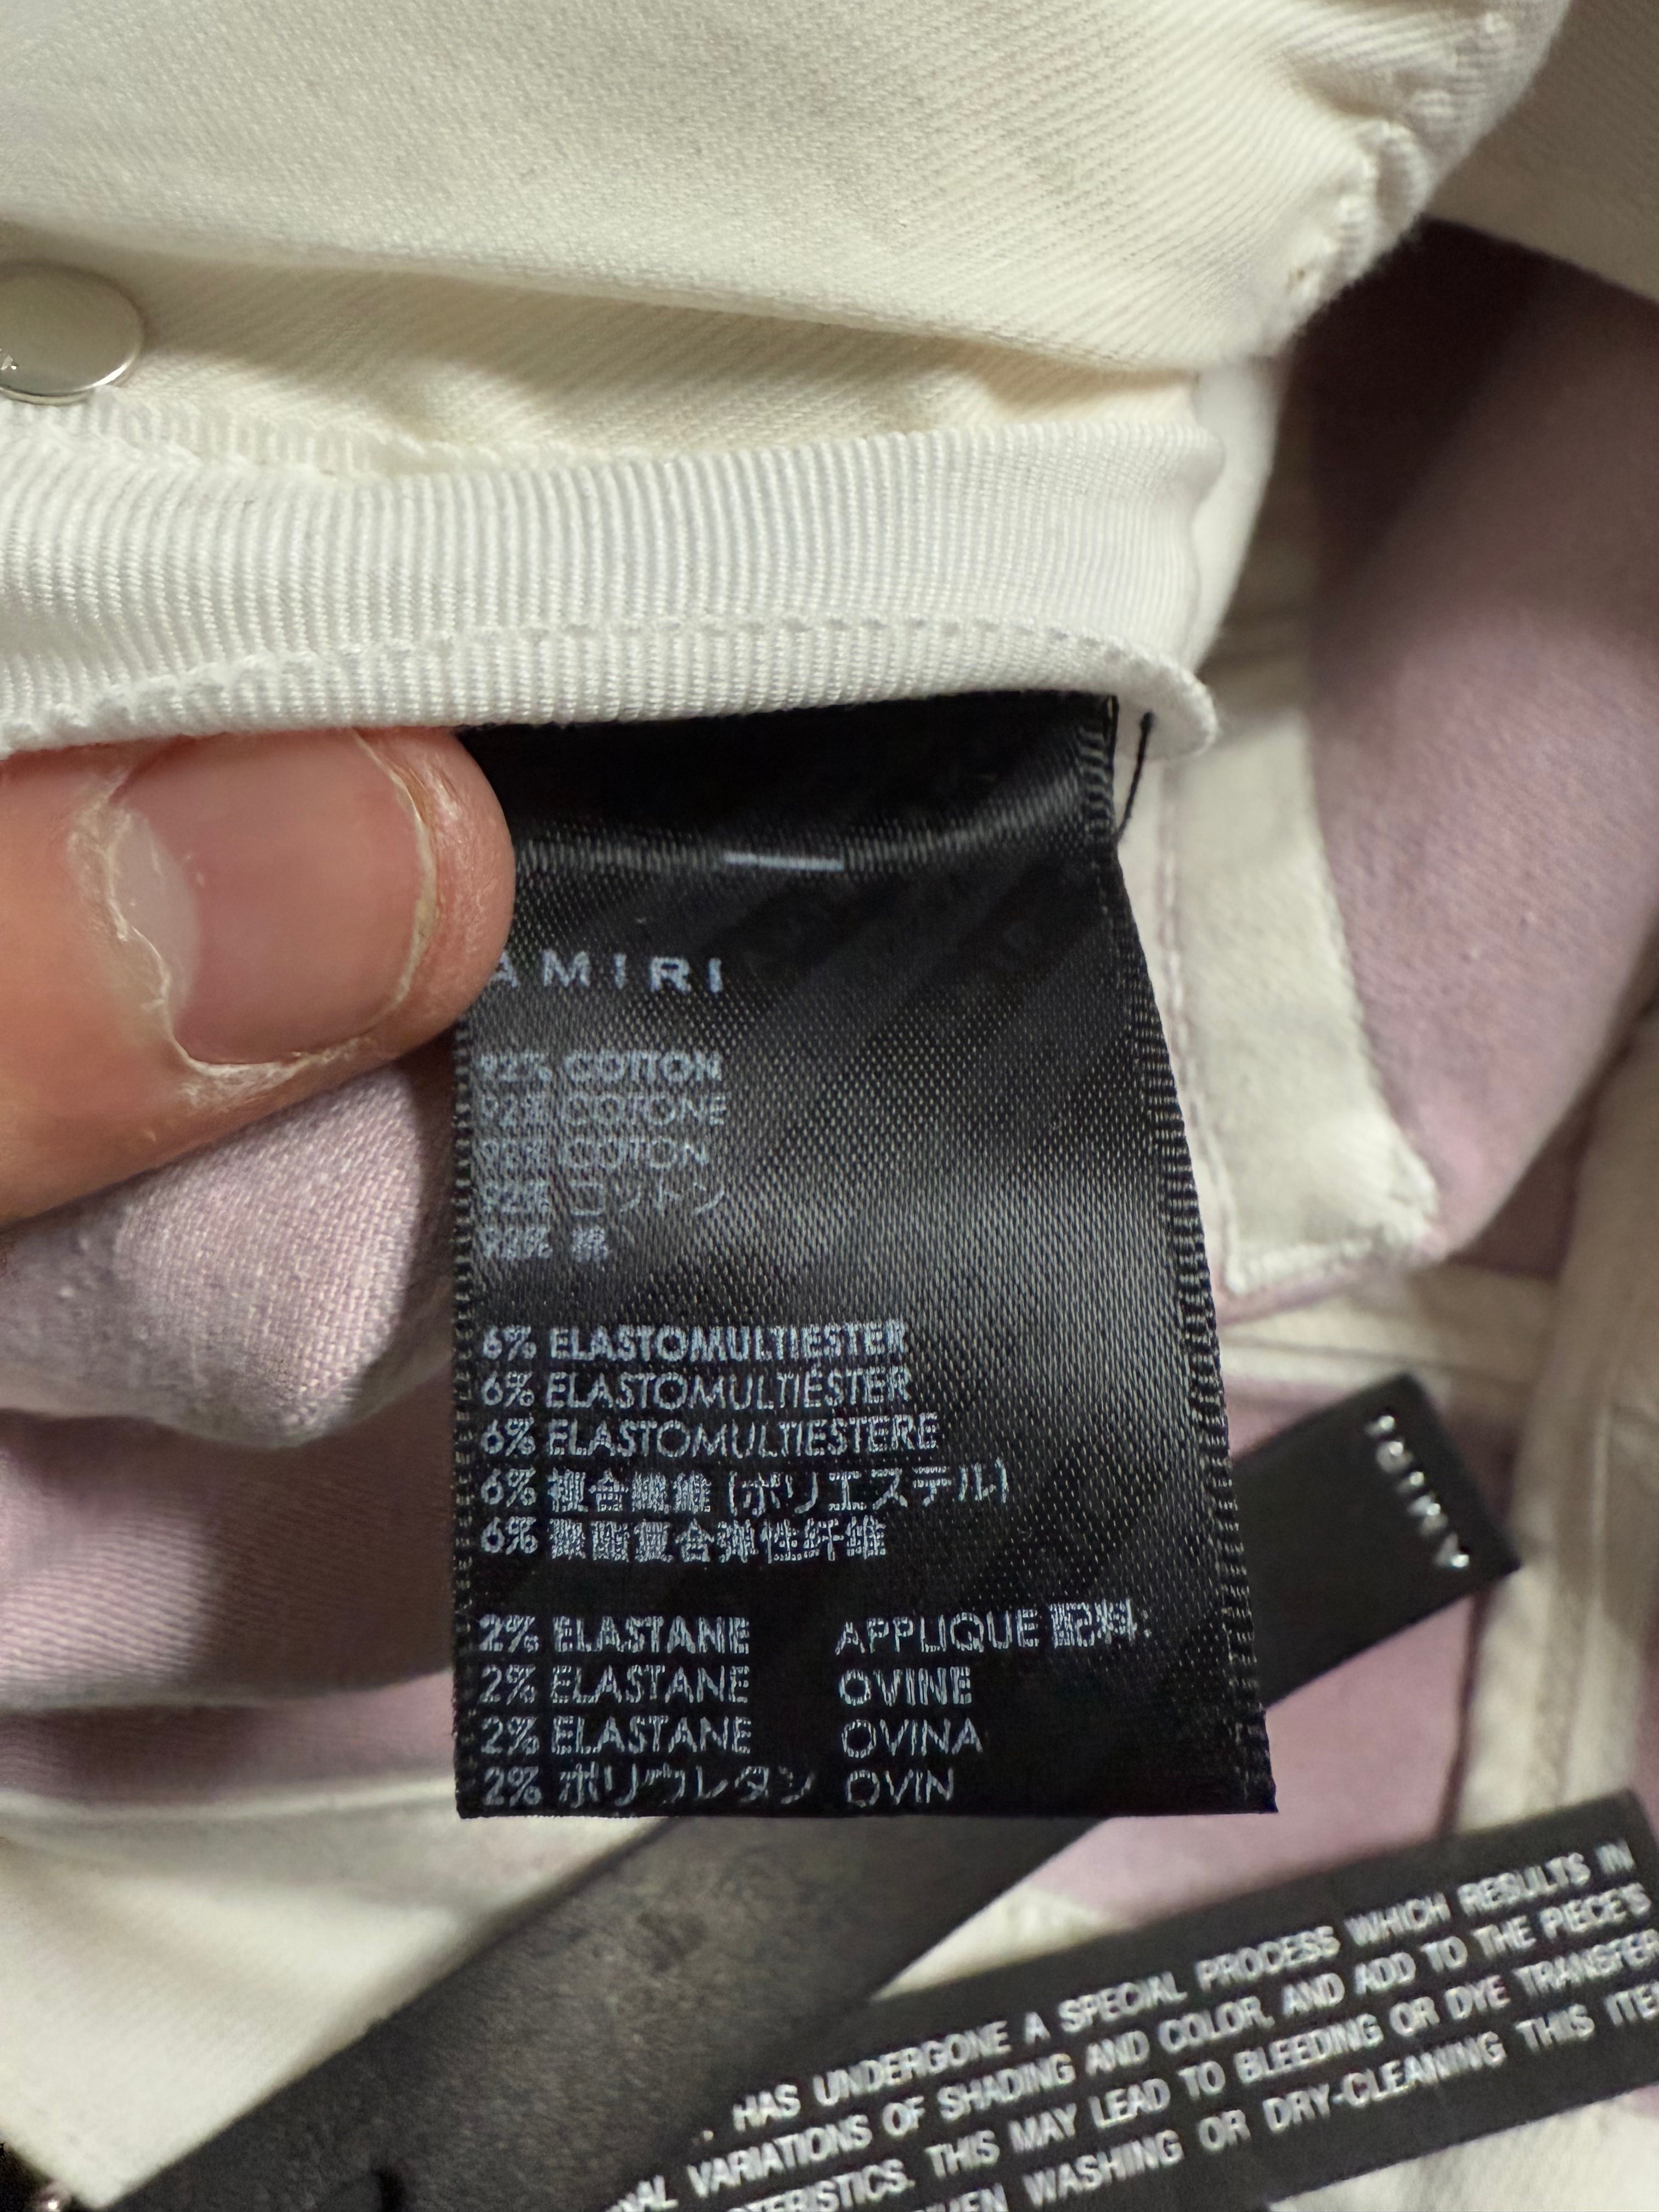 AMIRI
92% COTTON
92% COTONE
92% COTON
92% コットン
92% 棉
6% ELASTOMULTIESTER
6% ELASTOMULTIÉSTER
6% ELASTOMULTIESTERE
6% 複合繊維 (ポリエステル)
6% 聚酯复合弹性纤维
2% ELASTANE APPLIQUE 配料:
2% ELASTANE OVINE
2% ELASTANE OVINA
2% ポリウレタン OVIN
AMIRI
HAS UNDERGONE A SPECIAL PROCESS WHICH RESULTS IN
VARIATIONS OF SHADING AND COLOR, AND ADD TO THE PIECE'S
THIS MAY LEAD TO BLEEDING OR DYE TRANSFER
WASHING OR DRY-CLEANING THIS